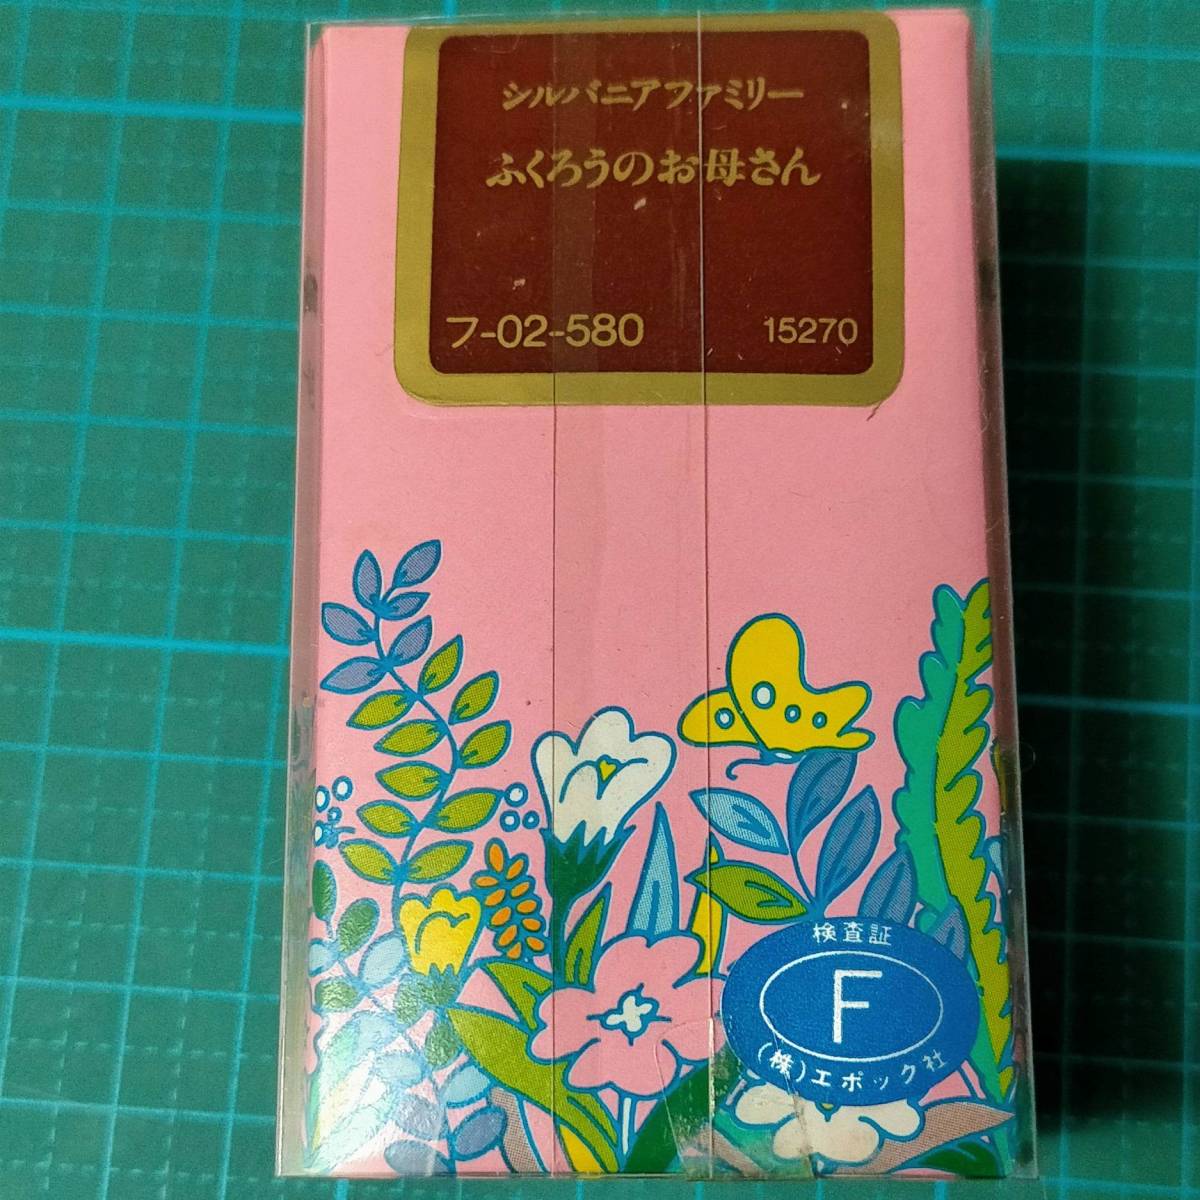 シルバニアファミリー
ふくろうのお母さん
フ-02-580 15270
検査証
F
(株)エポック社